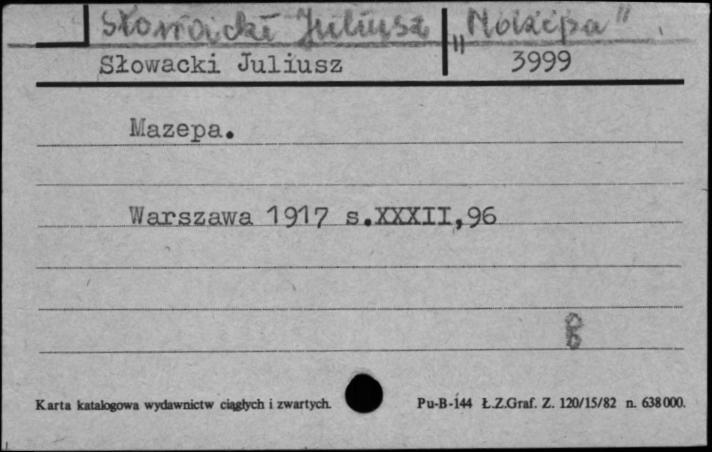 Słowacki Juliusz „Mazepa"
Słowacki Juliusz 3999
Mazepa.
Warszawa 1917 s.XXXII,96
Karta katalogowa wydawnictw ciągłych i zwartych. Pu-B-144 Ł.Z.Graf. Z. 120/15/82 n. 638000.